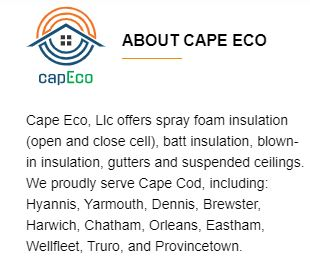 ABOUT CAPE ECO
capEco
Cape Eco, Llc offers spray foam insulation
(open and close cell), batt insulation, blown-
in insulation, gutters and suspended ceilings.
We proudly serve Cape Cod, including:
Hyannis, Yarmouth, Dennis, Brewster,
Harwich, Chatham, Orleans, Eastham,
Wellfleet, Truro, and Provincetown.